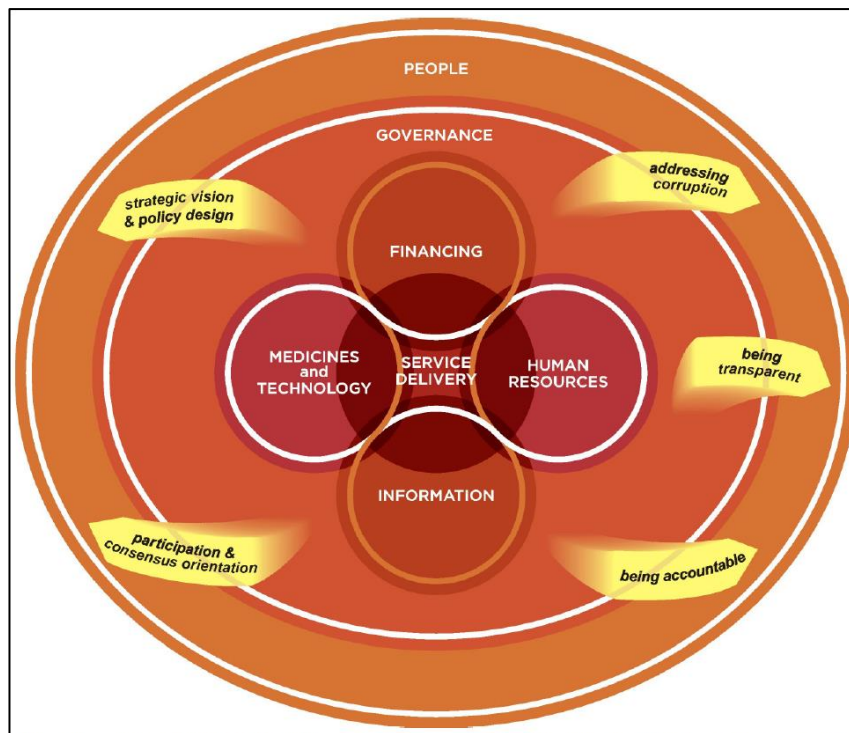 PEOPLE
GOVERNANCE
strategic vision
& policy design
addressing
corruption
FINANCING
MEDICINES
and
TECHNOLOGY
SERVICE
DELIVERY
HUMAN
RESOURCES
being
transparent
INFORMATION
participation &
consensus orientation
being accountable